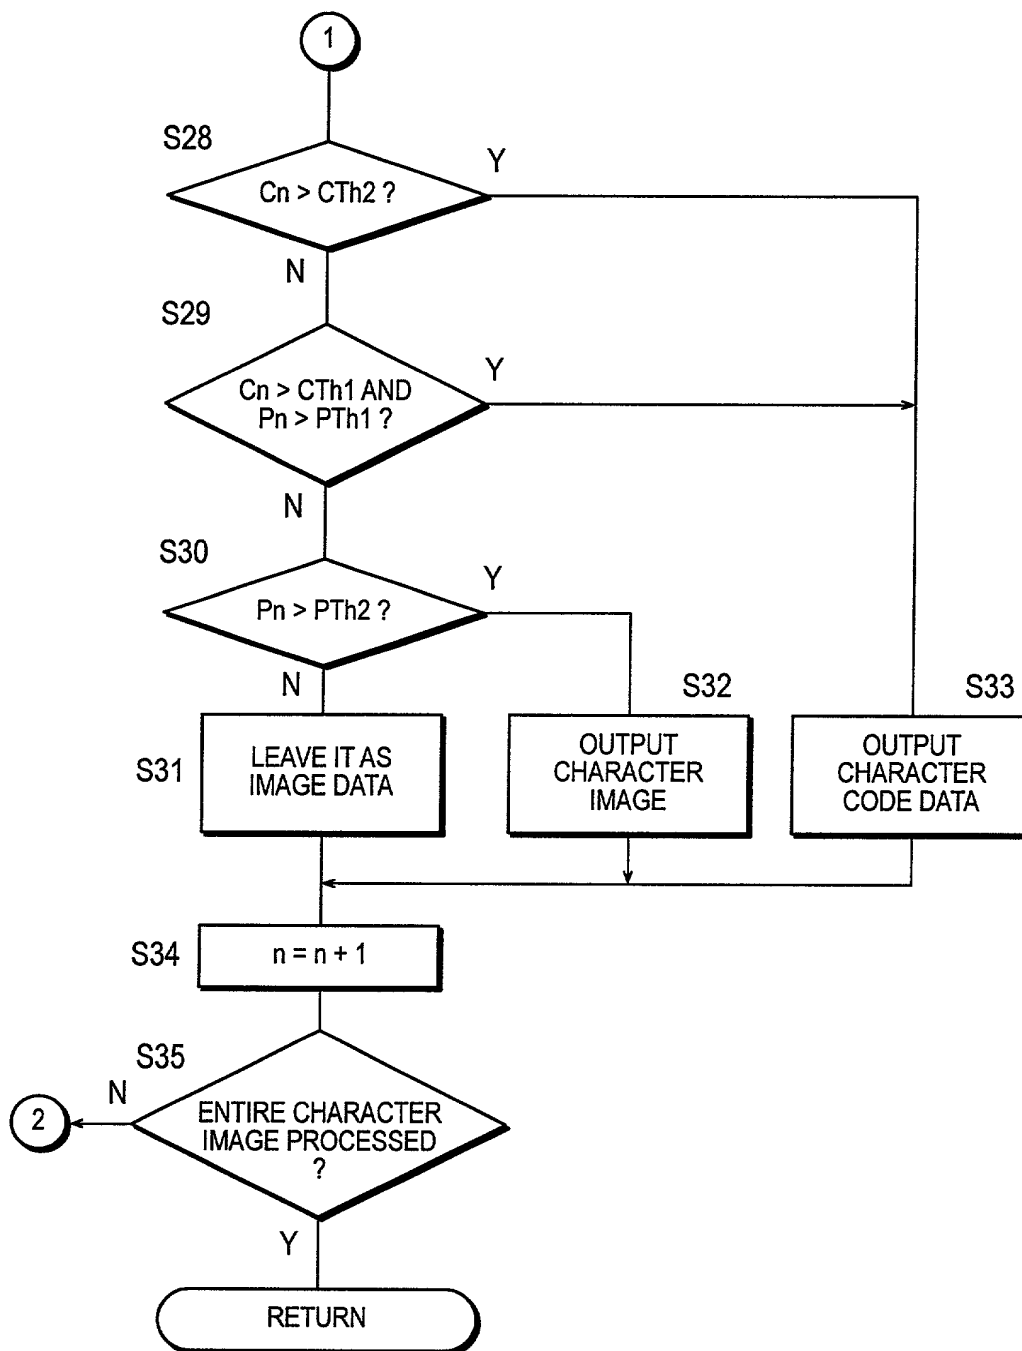 1
S28
Cn > CTh2 ?
Y
N
S29
Cn > CTh1 AND
Pn > PTh1 ?
Y
N
S30
Pn > PTh2 ?
Y
N
S31
LEAVE IT AS
IMAGE DATA
S32
OUTPUT
CHARACTER
IMAGE
S33
OUTPUT
CHARACTER
CODE DATA
S34
n = n + 1
S35
N
2
ENTIRE CHARACTER
IMAGE PROCESSED
?
Y
RETURN